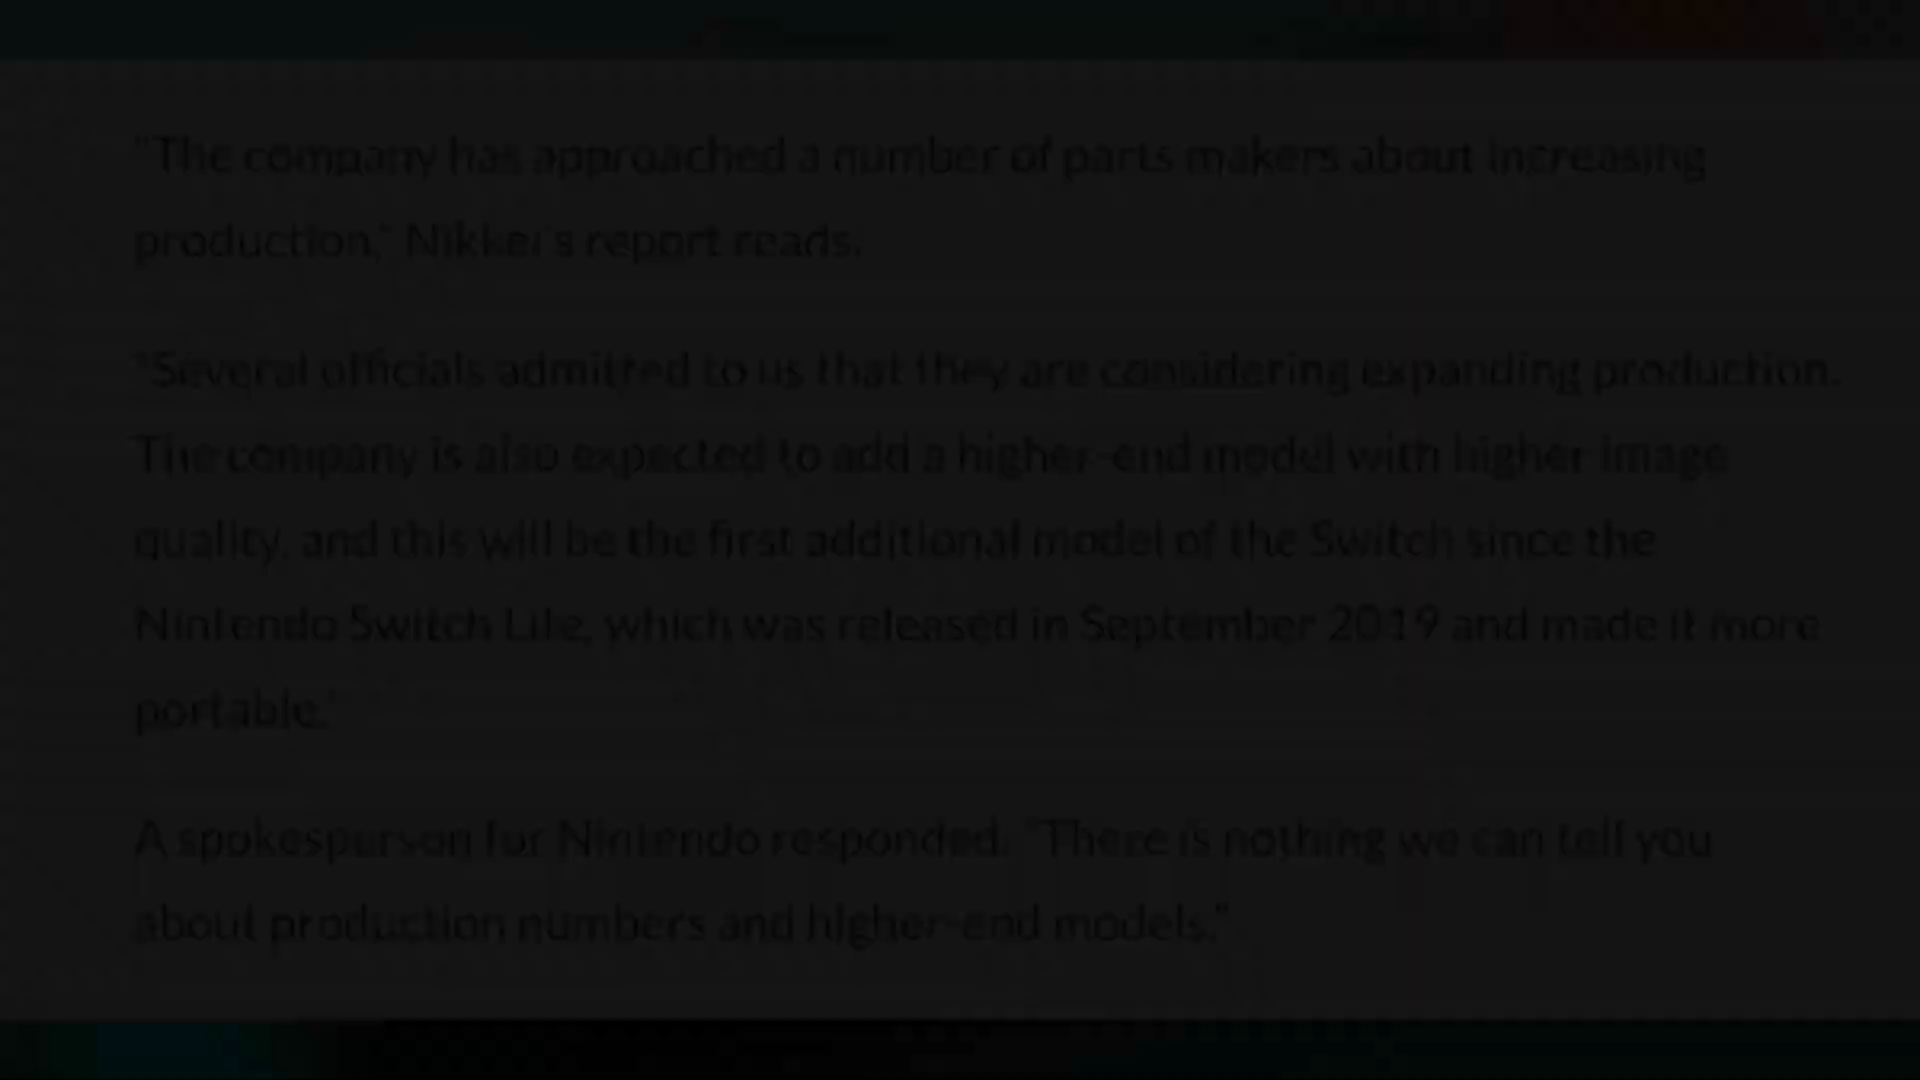 "The company has approached a number of parts makers about increasing
production," Nikkei's report reads.
"Several officials admitted to us that they are considering expanding production.
The company is also expected to add a higher-end model with higher image
quality, and this will be the first additional model of the Switch since the
Nintendo Switch Lite, which was released in September 2019 and made it more
portable."
A spokesperson for Nintendo responded. "There is nothing we can tell you
about production numbers and higher-end models."